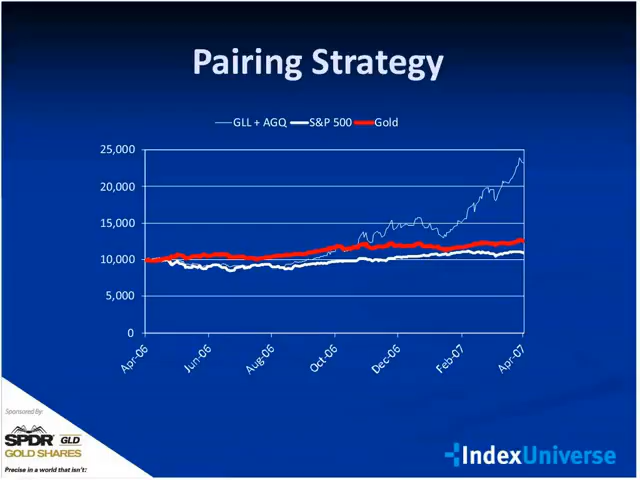 Pairing Strategy
GLL + AGQ S&P 500 Gold
25,000
20,000
15,000
10,000
5,000
0
Apr-06 Jun-06 Aug-06 Oct-06 Dec-06 Feb-07 Apr-07
Sponsored By:
SPDR GLD
GOLD SHARES
Precise in a world that isn't:
IndexUniverse